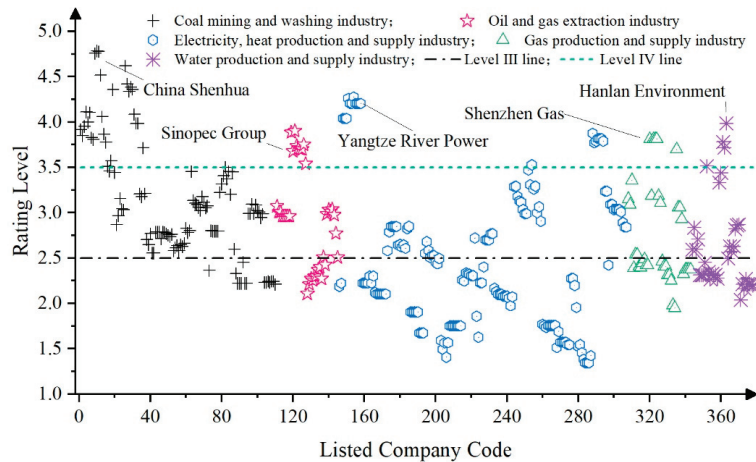 Coal mining and washing industry; Oil and gas extraction industry
Electricity, heat production and supply industry; Gas production and supply industry
Water production and supply industry; Level III line; Level IV line
China Shenhua
Hanlan Environment
Shenzhen Gas
Sinopec Group
Yangtze River Power
Rating Level
5.0
4.5
4.0
3.5
3.0
2.5
2.0
1.5
1.0
0 40 80 120 160 200 240 280 320 360
Listed Company Code